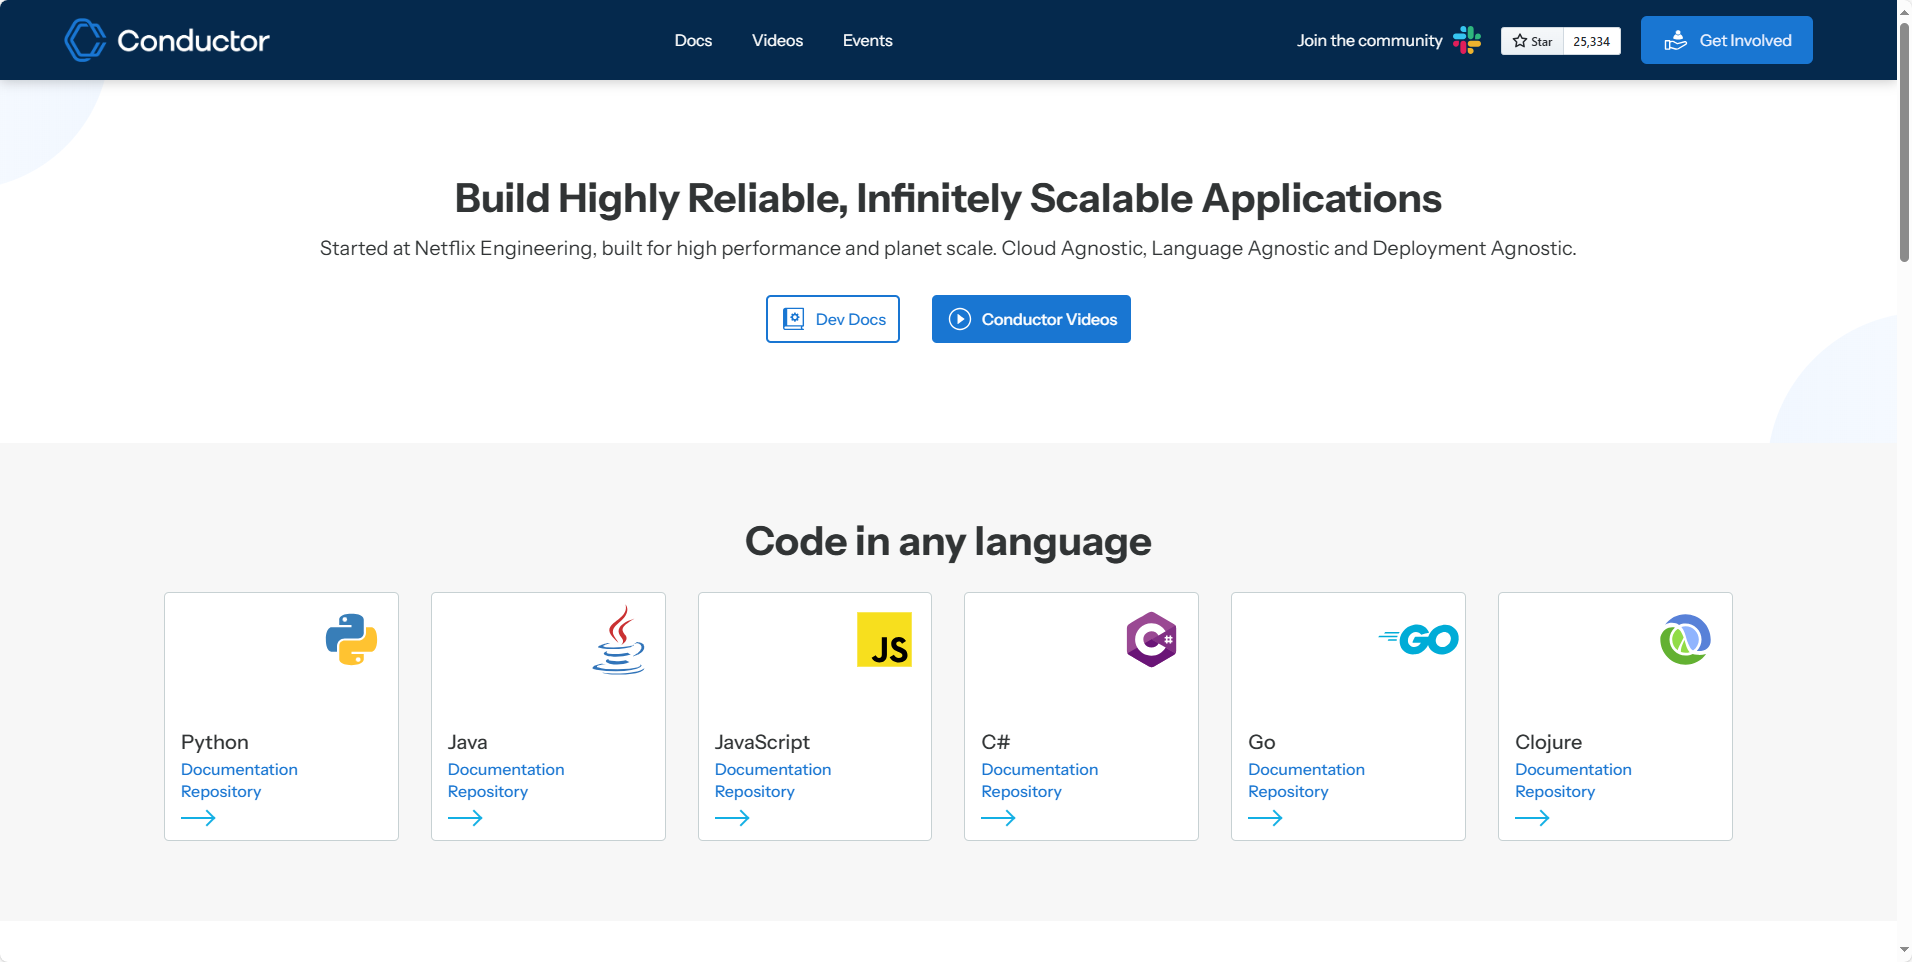 Conductor
Docs Videos Events
Join the community Star 25,334 Get Involved
Build Highly Reliable, Infinitely Scalable Applications
Started at Netflix Engineering, built for high performance and planet scale. Cloud Agnostic, Language Agnostic and Deployment Agnostic.
Dev Docs Conductor Videos
Code in any language
JS
C#
GO
Python
Documentation
Repository
Java
Documentation
Repository
JavaScript
Documentation
Repository
C#
Documentation
Repository
Go
Documentation
Repository
Clojure
Documentation
Repository